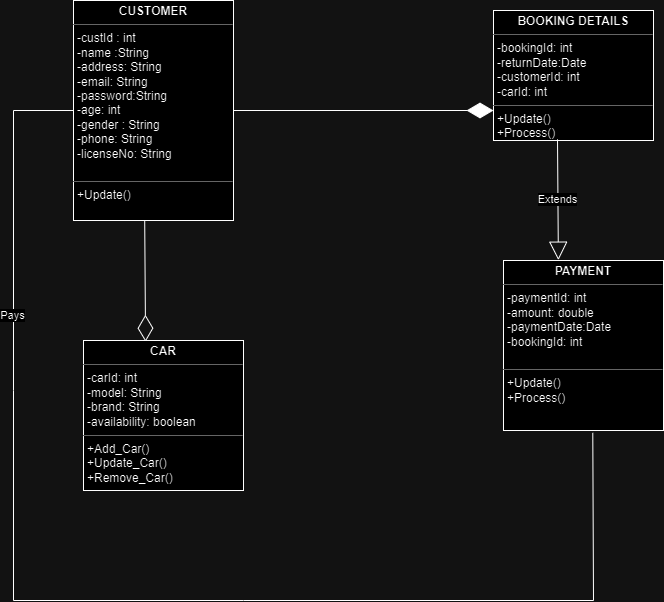 CUSTOMER
-custId : int
-name :String
-address: String
-email: String
-password:String
-age: int
-gender : String
-phone: String
-licenseNo: String
+Update()
BOOKING DETAILS
-bookingId: int
-returnDate:Date
-customerId: int
-carId: int
+Update()
+Process()
Extends
Pays
PAYMENT
-paymentId: int
-amount: double
-paymentDate:Date
-bookingId: int
+Update()
+Process()
CAR
-carId: int
-model: String
-brand: String
-availability: boolean
+Add_Car()
+Update_Car()
+Remove_Car()